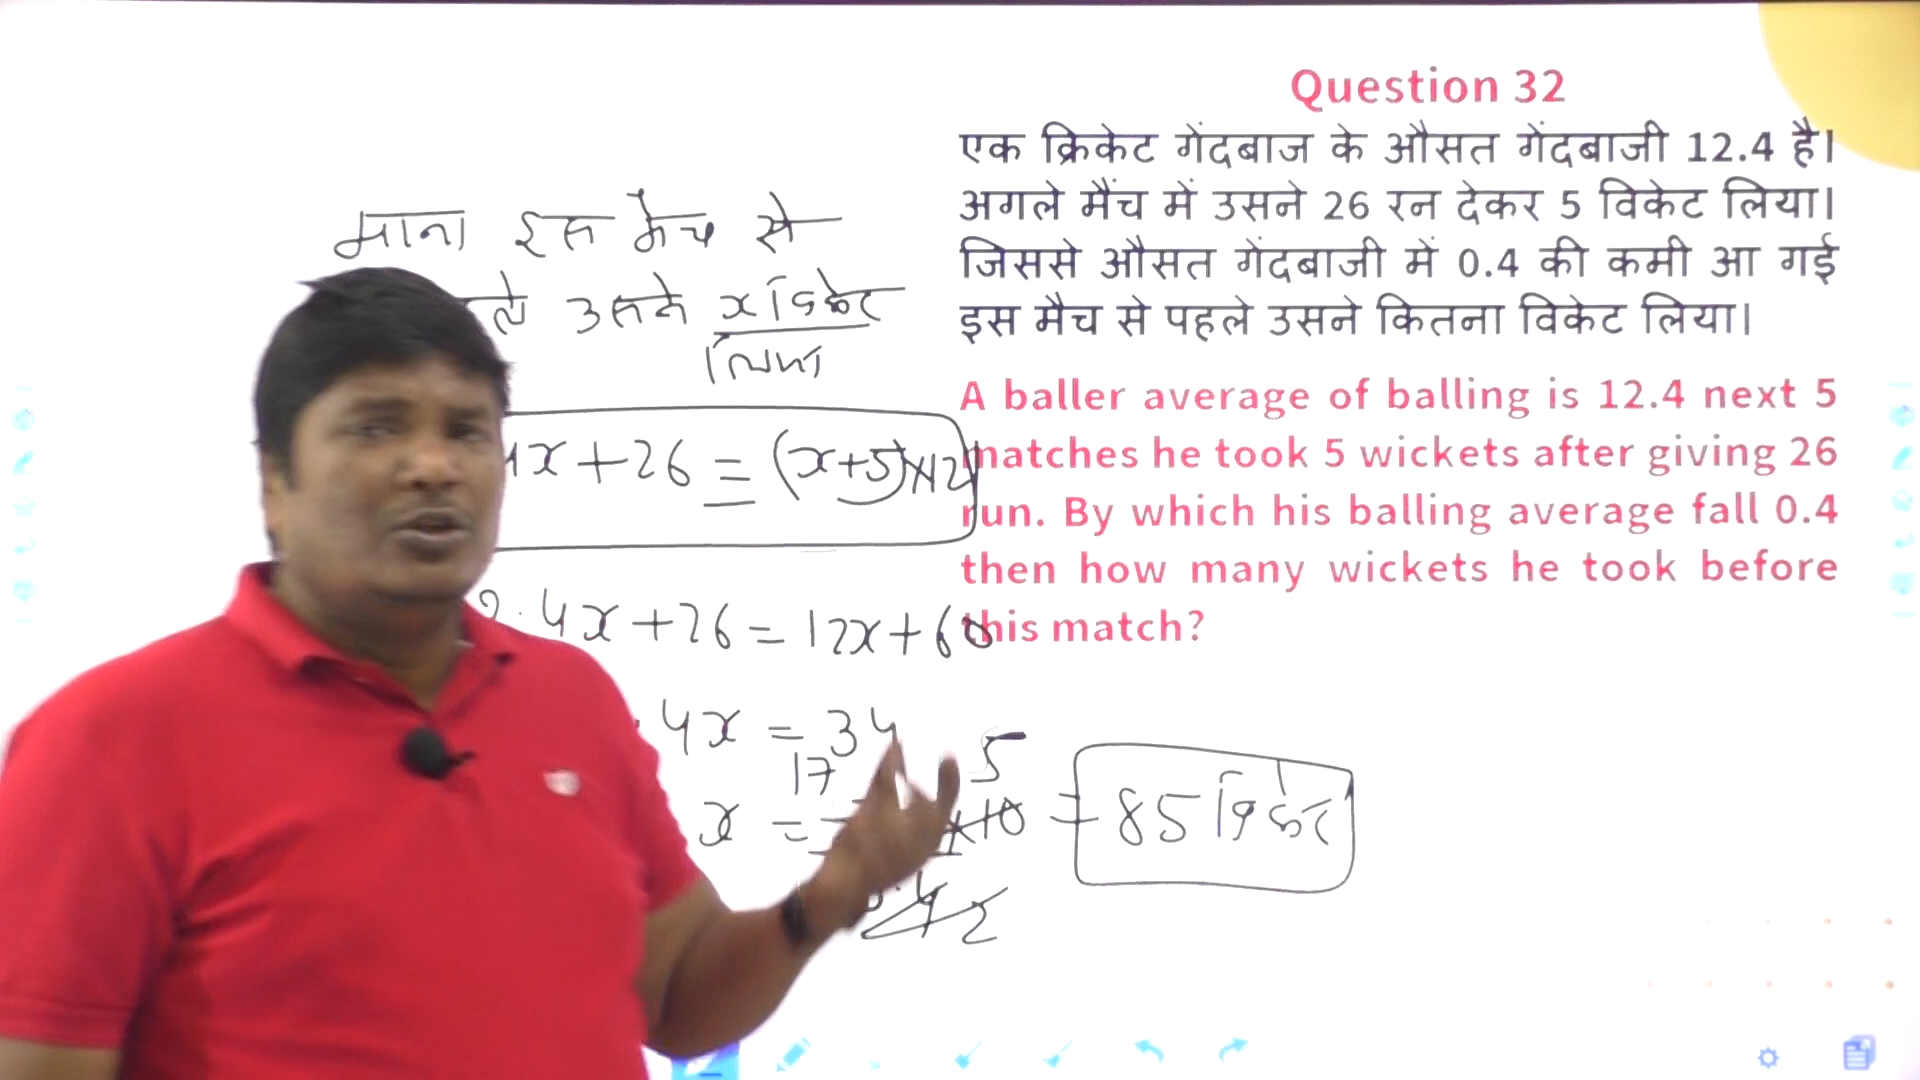 Question 32
एक क्रिकेट गेंदबाज के औसत गेंदबाजी 12.4 है।
अगले मैंच में उसने 26 रन देकर 5 विकेट लिया।
जिससे औसत गेंदबाजी में 0.4 की कमी आ गई
इस मैच से पहले उसने कितना विकेट लिया।
A baller average of balling is 12.4 next 5
matches he took 5 wickets after giving 26
run. By which his balling average fall 0.4
then how many wickets he took before
this match?
माना इस मैच से
उसने x विकेट
लिया
4x+26=(x+5)×12
.4x+26=12x+60
.4x=34
17 5
x= ×10 =85 विकेट
4 2